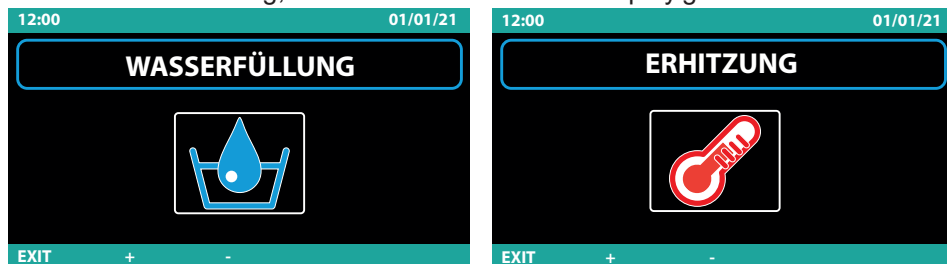 12:00 01/01/21
WASSERFÜLLUNG
EXIT + -
12:00 01/01/21
ERHITZUNG
EXIT + -